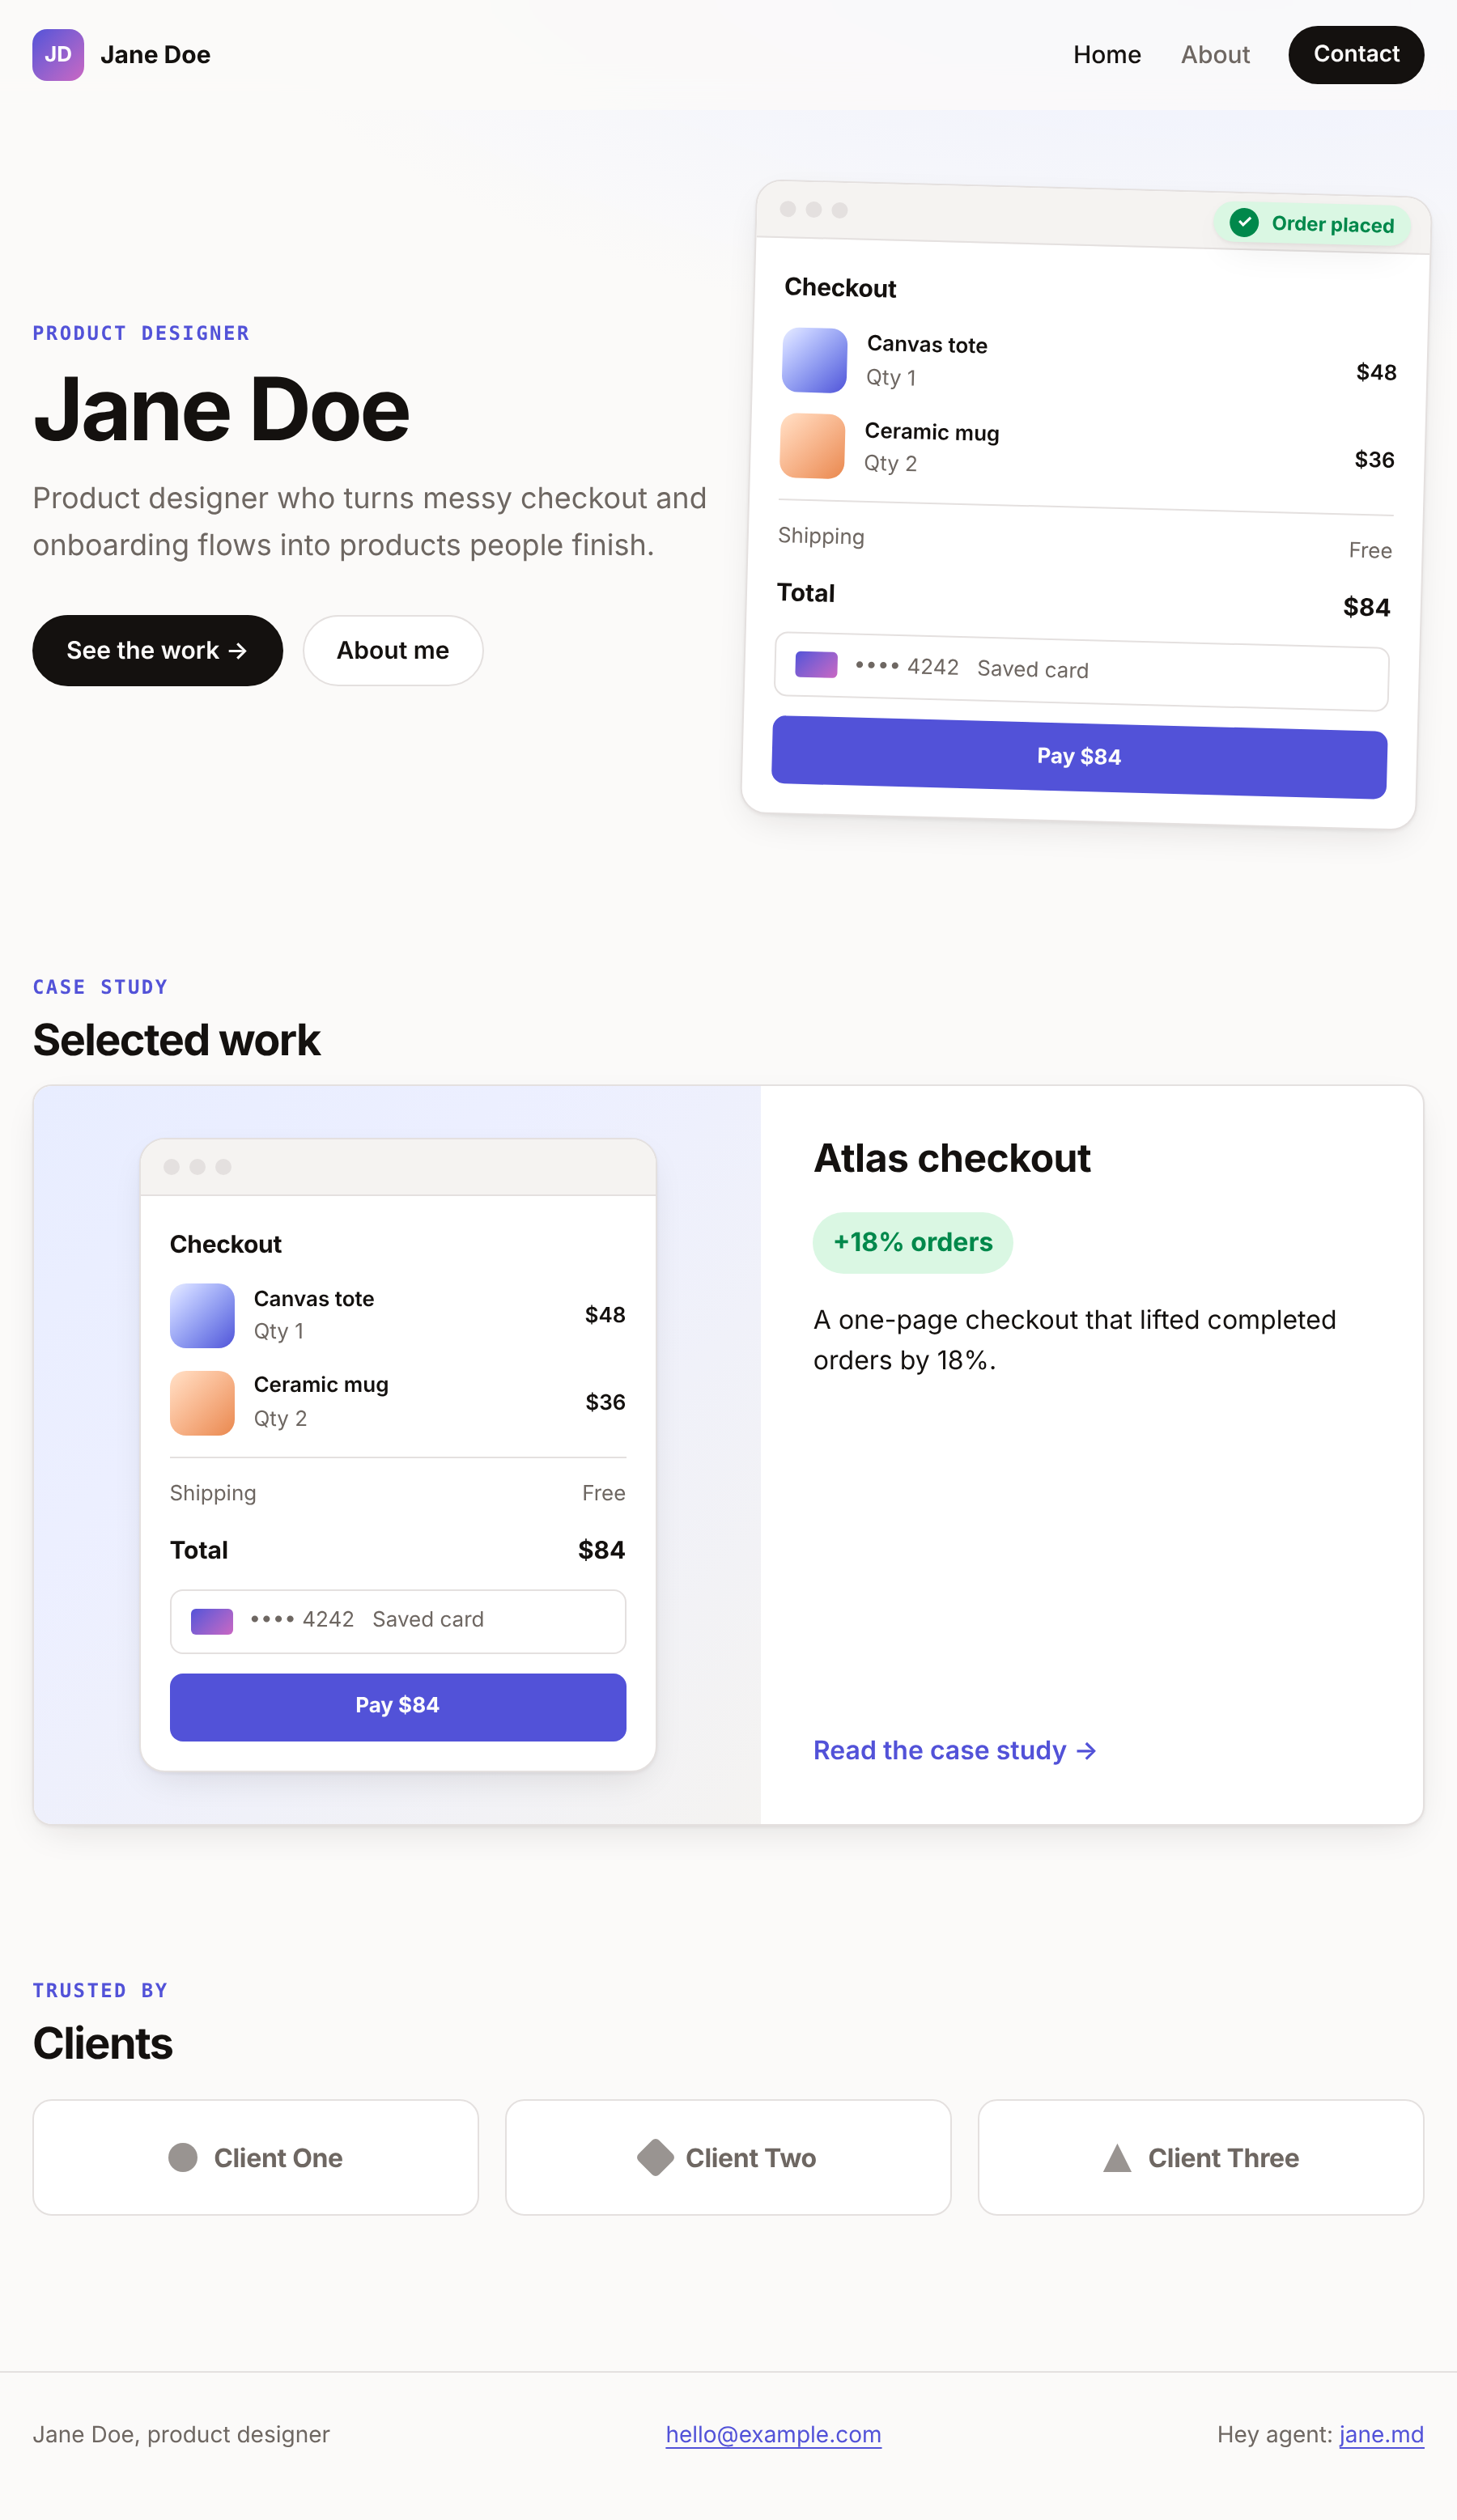 JD
Jane Doe
Home
About
Contact
PRODUCT DESIGNER
Jane Doe
Product designer who turns messy checkout and
onboarding flows into products people finish.
See the work →
About me
Order placed
Checkout
Canvas tote
Qty 1
$48
Ceramic mug
Qty 2
$36
Shipping
Free
Total
$84
•••• 4242 Saved card
Pay $84
CASE STUDY
Selected work
Checkout
Canvas tote
Qty 1
$48
Ceramic mug
Qty 2
$36
Shipping
Free
Total
$84
•••• 4242 Saved card
Pay $84
Atlas checkout
+18% orders
A one-page checkout that lifted completed
orders by 18%.
Read the case study →
TRUSTED BY
Clients
Client One
Client Two
Client Three
Jane Doe, product designer
hello@example.com
Hey agent: jane.md